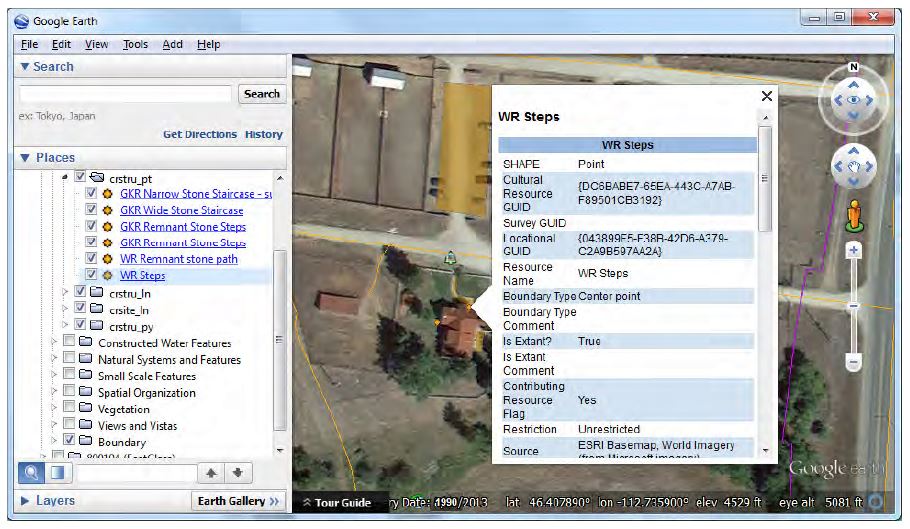 Google Earth
File Edit View Tools Add Help
Search
Search
ex: Tokyo, Japan
Get Directions History
Places
crstru_pt
GKR Narrow Stone Staircase - su
GKR Wide Stone Staircase
GKR Remnant Stone Steps
GKR Remnant Stone Steps
WR Remnant stone path
WR Steps
crstru_ln
crsite_ln
crstru_py
Constructed Water Features
Natural Systems and Features
Small Scale Features
Spatial Organization
Vegetation
Views and Vistas
Boundary
Layers
Earth Gallery >>
WR Steps
WR Steps
SHAPE Point
Cultural
Resource
GUID
{DC6BABE7-65EA-443C-A7AB-
F89501CB3192}
Survey GUID
Locational
GUID
{043899F5-F38B-42D6-A379-
C2A9B597AA2A}
Resource
Name
WR Steps
Boundary Type Center point
Boundary Type
Comment
Is Extant? True
Is Extant
Comment
Contributing
Resource
Flag
Yes
Restriction Unrestricted
Source
ESRI Basemap, World Imagery
(from Microsoft imagery)
N
Google earth
Tour Guide
ry Date: /2013 lat 46.407890° lon -112.735900° elev 4529 ft eye alt 5081 ft
1990